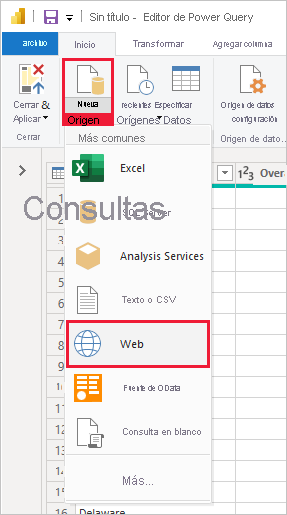 Sin título - Editor de Power Query
archivo Inicio Transformar Agregar columna
Cerrar & Aplicar
Nueva Origen
recientes Especificar
Orígenes Datos
Origen de datos configuración
Cerrar
Más comunes
Origen de dato...
Excel
1²3 Overa
Consultas
SQL Server
Analysis Services
Texto o CSV
Web
Fuente de OData
Consulta en blanco
Más...
16 Delaware